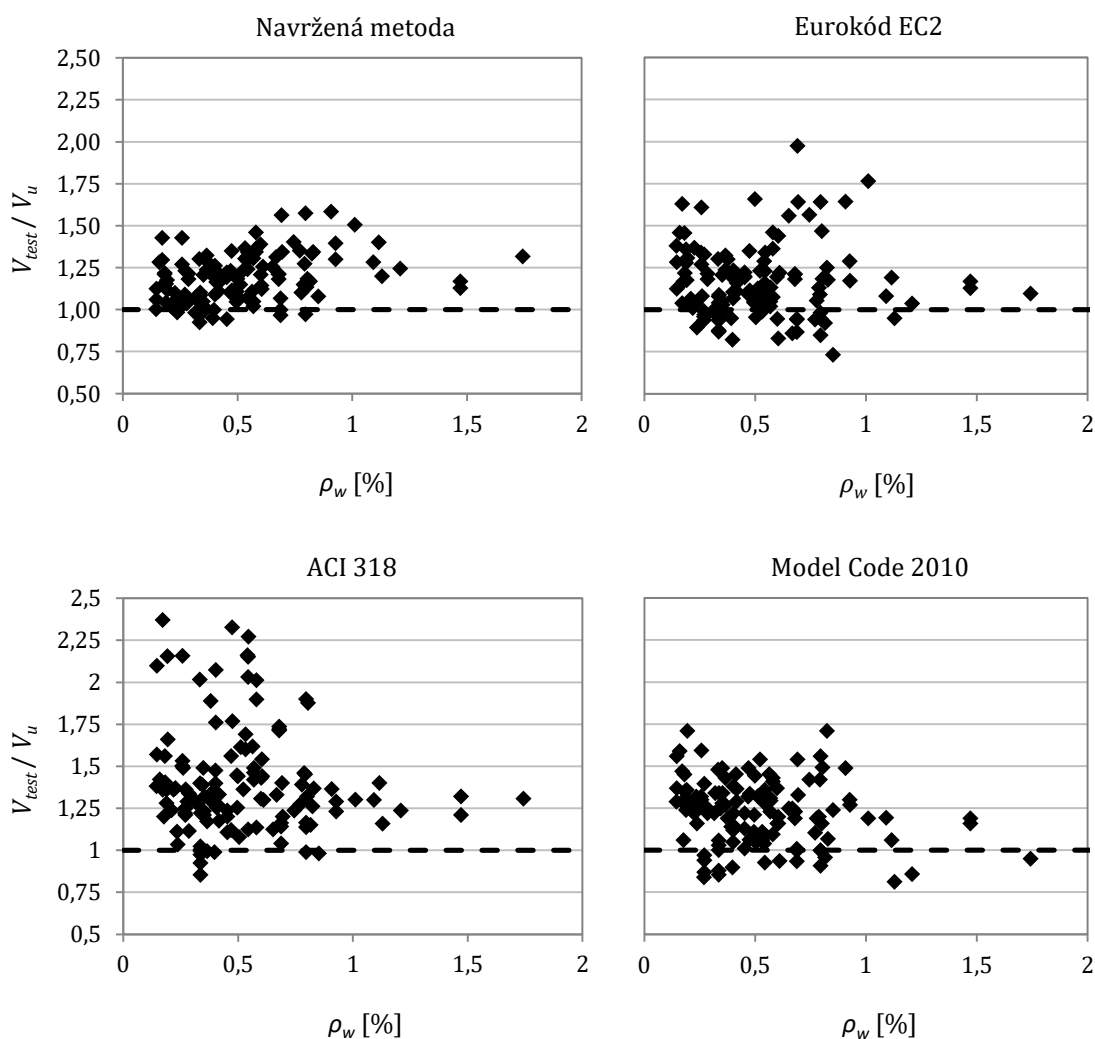 Navržená metoda
2,50
2,25
2,00
1,75
1,50
1,25
1,00
0,75
0,50
V_test / V_u
0 0,5 1 1,5 2
ρ_w [%]
Eurokód EC2
0 0,5 1 1,5 2
ρ_w [%]
ACI 318
2,5
2,25
2
1,75
1,5
1,25
1
0,75
0,5
V_test / V_u
0 0,5 1 1,5 2
ρ_w [%]
Model Code 2010
0 0,5 1 1,5 2
ρ_w [%]